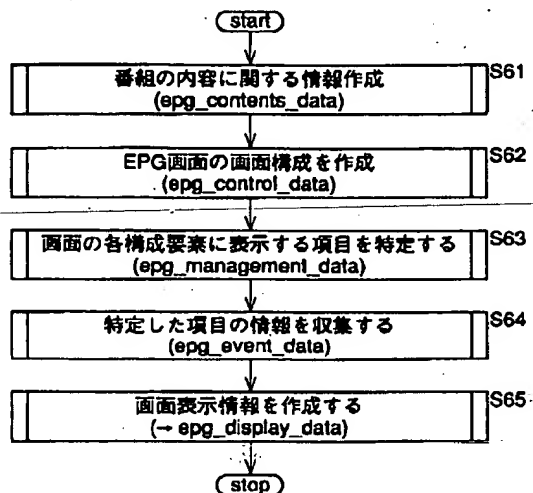 start
番組の内容に関する情報作成
(epg_contents_data)
S61
EPG画面の画面構成を作成
(epg_control_data)
S62
画面の各構成要素に表示する項目を特定する
(epg_management_data)
S63
特定した項目の情報を収集する
(epg_event_data)
S64
画面表示情報を作成する
(→ epg_display_data)
S65
stop